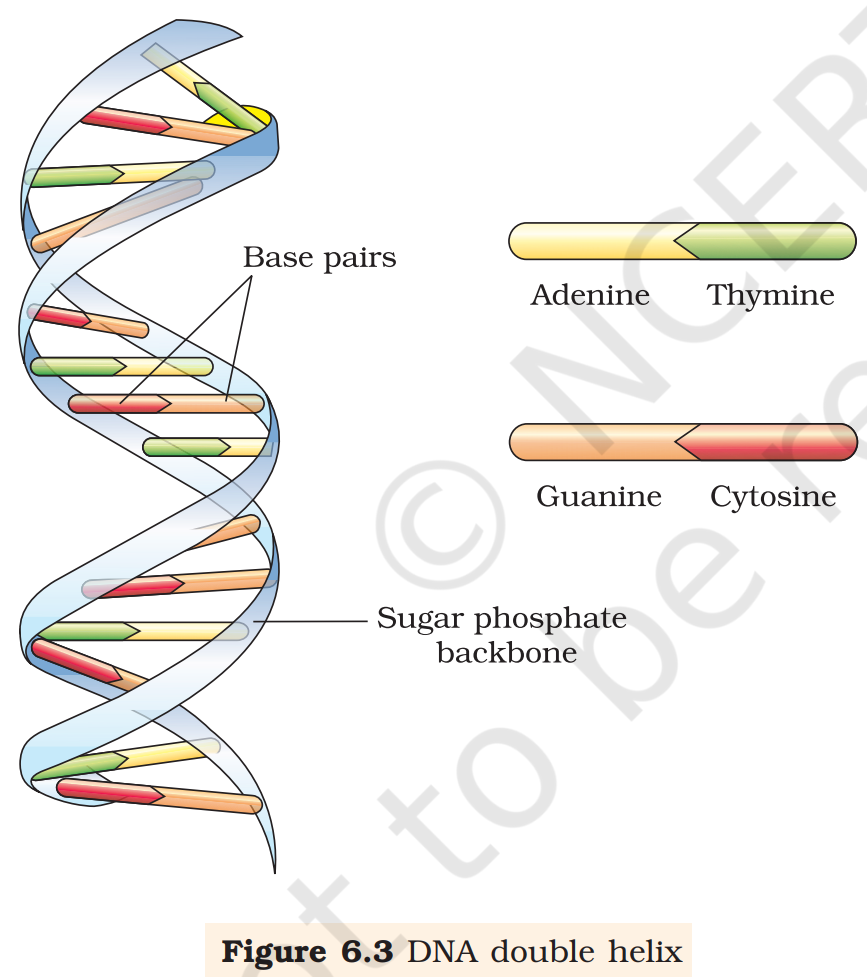 Base pairs
Adenine Thymine
Guanine Cytosine
Sugar phosphate
backbone
© NCERT
not to be re
Figure 6.3 DNA double helix